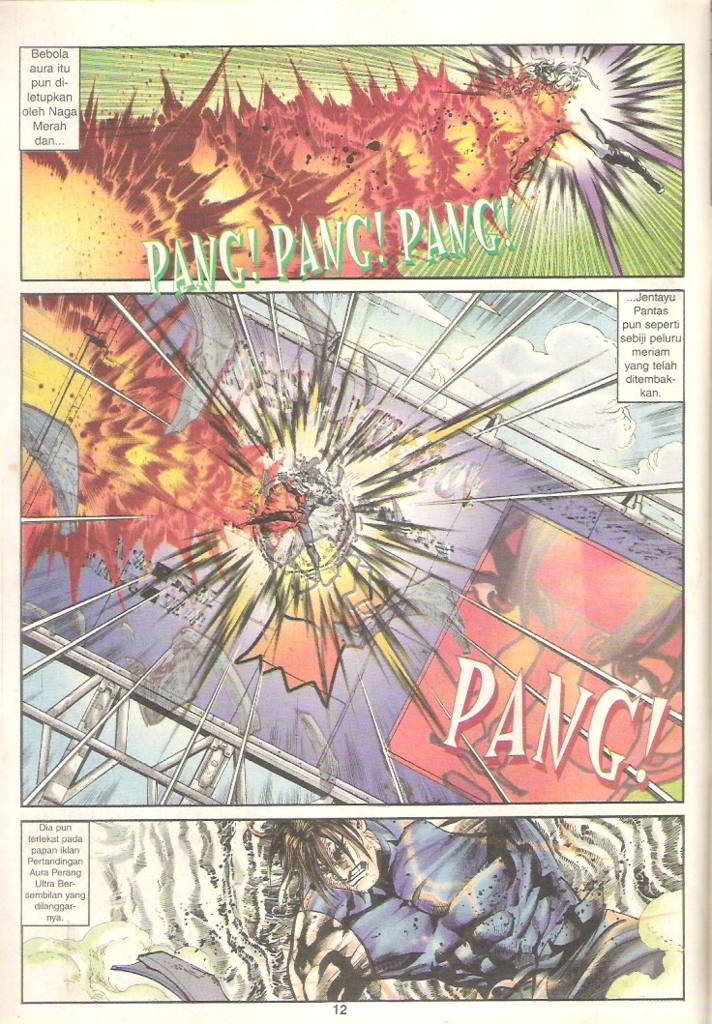 Bebola
aura itu
pun di-
letupkan
oleh Naga
Merah
dan...
PANG! PANG! PANG!
...Jentayu
Pantas
pun seperti
sebiji peluru
meriam
yang telah
ditembak-
kan.
PANG!
Dia pun
terlekat pada
papan iklan
Pertandingan
Aura Perang
Ultra Ber-
sembilan yang
dilanggar-
nya.
12